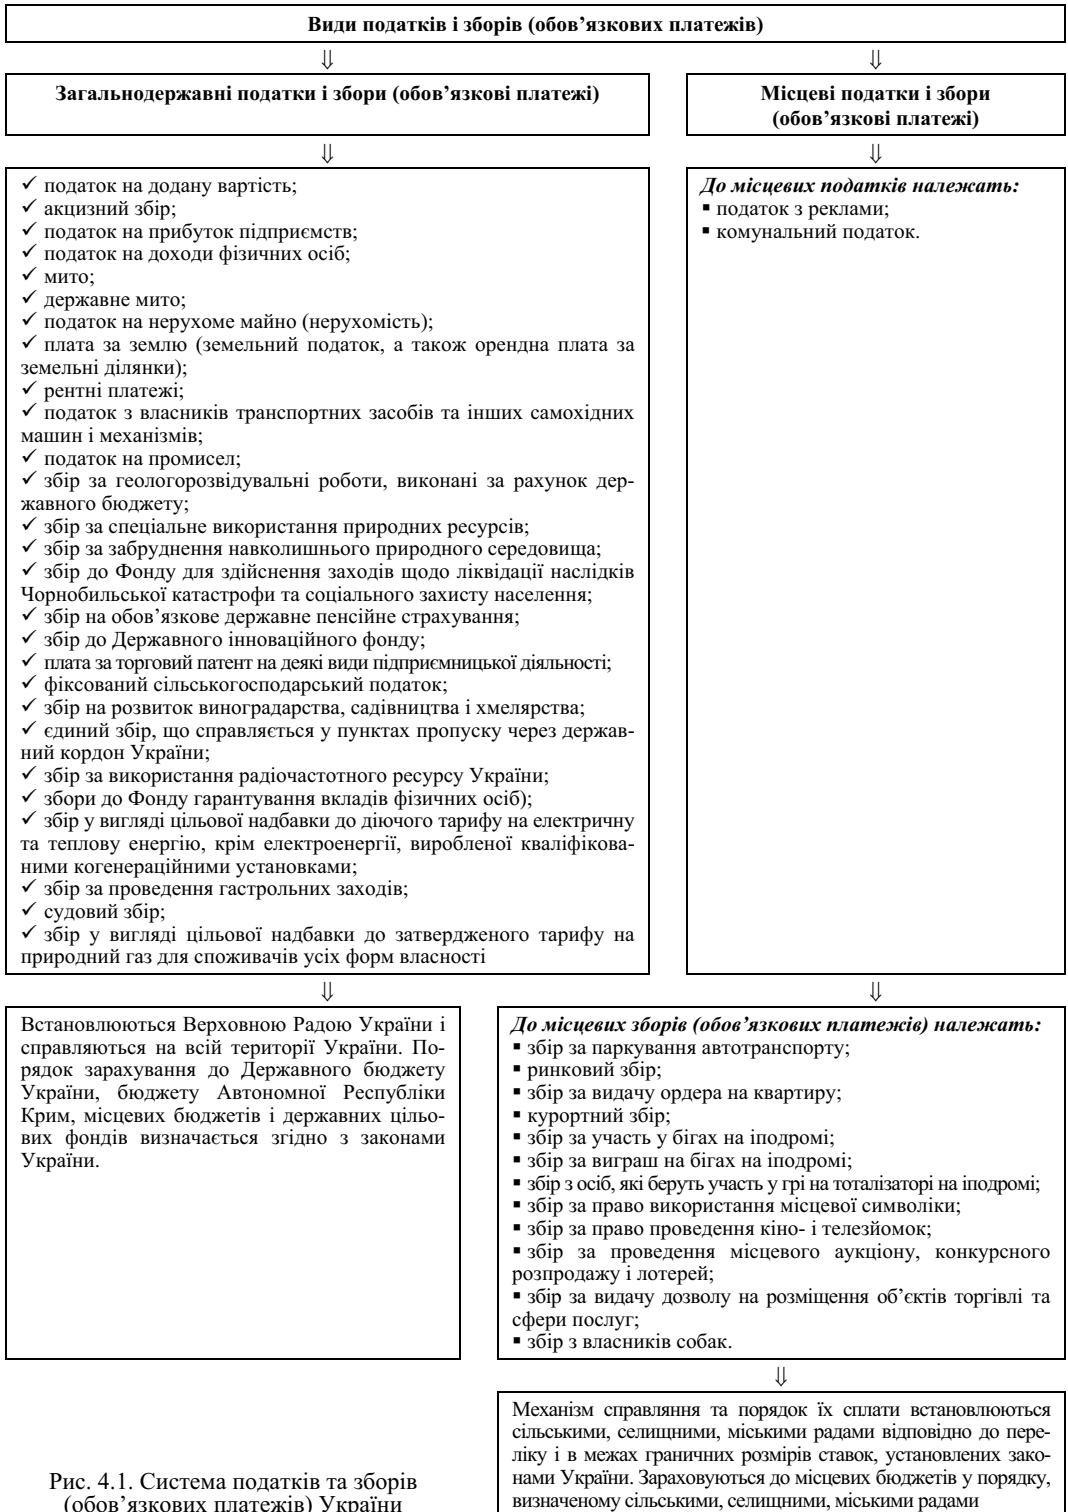 Види податків і зборів (обов’язкових платежів)
⇓
⇓
Загальнодержавні податки і збори (обов’язкові платежі)
Місцеві податки і збори
(обов’язкові платежі)
⇓
⇓
✓ податок на додану вартість;
✓ акцизний збір;
✓ податок на прибуток підприємств;
✓ податок на доходи фізичних осіб;
✓ мито;
✓ державне мито;
✓ податок на нерухоме майно (нерухомість);
✓ плата за землю (земельний податок, а також орендна плата за
земельні ділянки);
✓ рентні платежі;
✓ податок з власників транспортних засобів та інших самохідних
машин і механізмів;
✓ податок на промисел;
✓ збір за геологорозвідувальні роботи, виконані за рахунок дер-
жавного бюджету;
✓ збір за спеціальне використання природних ресурсів;
✓ збір за забруднення навколишнього природного середовища;
✓ збір до Фонду для здійснення заходів щодо ліквідації наслідків
Чорнобильської катастрофи та соціального захисту населення;
✓ збір на обов’язкове державне пенсійне страхування;
✓ збір до Державного інноваційного фонду;
✓ плата за торговий патент на деякі види підприємницької діяльності;
✓ фіксований сільськогосподарський податок;
✓ збір на розвиток виноградарства, садівництва і хмелярства;
✓ єдиний збір, що справляється у пунктах пропуску через держав-
ний кордон України;
✓ збір за використання радіочастотного ресурсу України;
✓ збори до Фонду гарантування вкладів фізичних осіб);
✓ збір у вигляді цільової надбавки до діючого тарифу на електричну
та теплову енергію, крім електроенергії, виробленої кваліфікова-
ними когенераційними установками;
✓ збір за проведення гастрольних заходів;
✓ судовий збір;
✓ збір у вигляді цільової надбавки до затвердженого тарифу на
природний газ для споживачів усіх форм власності
До місцевих податків належать:
▪ податок з реклами;
▪ комунальний податок.
⇓
⇓
Встановлюються Верховною Радою України і
справляються на всій території України. По-
рядок зарахування до Державного бюджету
України, бюджету Автономної Республіки
Крим, місцевих бюджетів і державних цільо-
вих фондів визначається згідно з законами
України.
До місцевих зборів (обов’язкових платежів) належать:
▪ збір за паркування автотранспорту;
▪ ринковий збір;
▪ збір за видачу ордера на квартиру;
▪ курортний збір;
▪ збір за участь у бігах на іподромі;
▪ збір за виграш на бігах на іподромі;
▪ збір з осіб, які беруть участь у грі на тоталізаторі на іподромі;
▪ збір за право використання місцевої символіки;
▪ збір за право проведення кіно- і телезйомок;
▪ збір за проведення місцевого аукціону, конкурсного
розпродажу і лотерей;
▪ збір за видачу дозволу на розміщення об’єктів торгівлі та
сфери послуг;
▪ збір з власників собак.
⇓
Механізм справляння та порядок їх сплати встановлюються
сільськими, селищними, міськими радами відповідно до пере-
ліку і в межах граничних розмірів ставок, установлених зако-
нами України. Зараховуються до місцевих бюджетів у порядку,
визначеному сільськими, селищними, міськими радами
Рис. 4.1. Система податків та зборів
(обов’язкових платежів) України